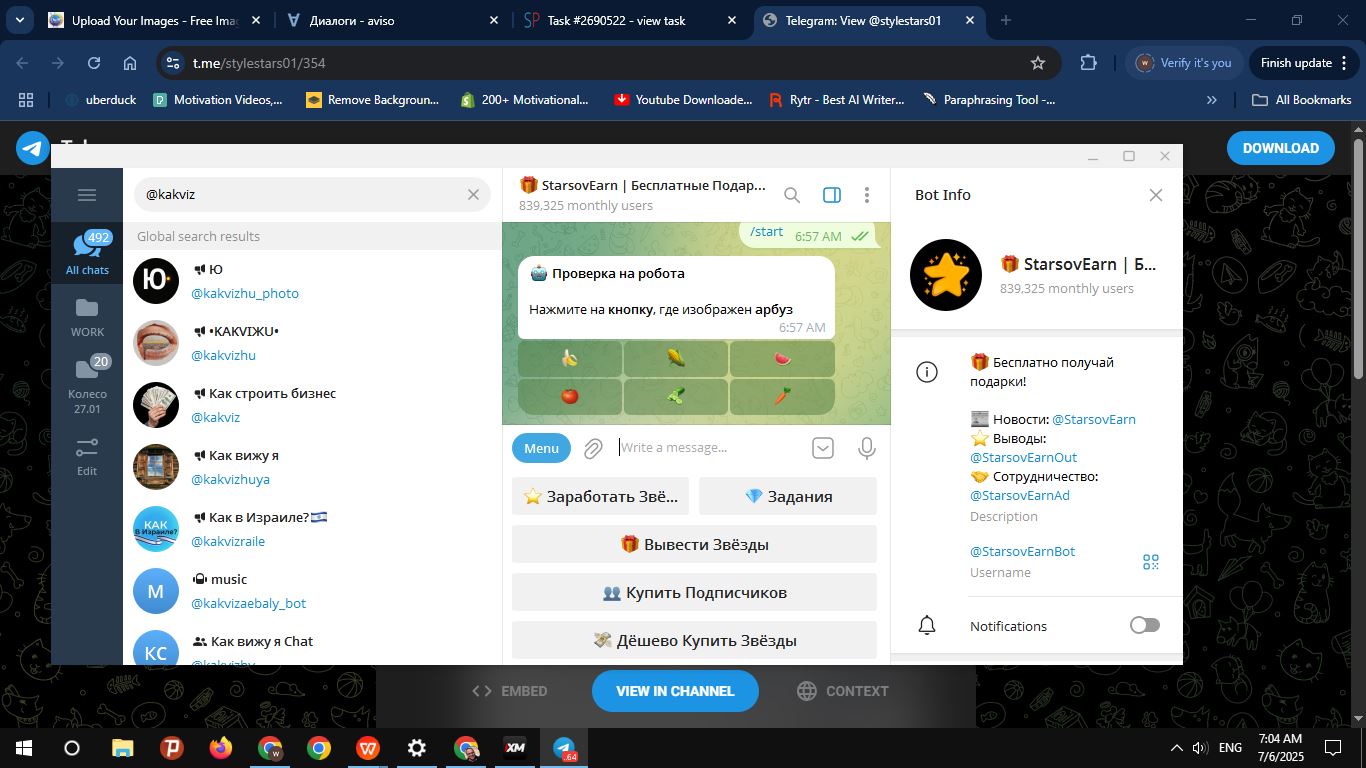 Upload Your Images - Free Imag
Диалоги - aviso
Task #2690522 - view task
Telegram: View @stylestars01
t.me/stylestars01/354
Verify it's you
Finish update
uberduck
Motivation Videos,...
Remove Backgroun...
200+ Motivational...
Youtube Downloade...
Rytr - Best AI Writer...
Paraphrasing Tool -...
All Bookmarks
DOWNLOAD
@kakviz
Global search results
492
All chats
WORK
20
Колесо
27.01
Edit
Ю
Ю
@kakvizhu_photo
•KAKVIЖU•
@kakvizhu
Как строить бизнес
@kakviz
Как вижу я
@kakvizhuya
КАК
В Израиле?
Как в Израиле?
@kakvizraile
M
music
@kakvizaebaly_bot
КС
Как вижу я Chat
StarsovEarn | Бесплатные Подар...
839,325 monthly users
/start
6:57 AM
Проверка на робота
Нажмите на кнопку, где изображен арбуз
6:57 AM
Menu
Write a message...
Заработать Звё...
Задания
Вывести Звёзды
Купить Подписчиков
Дёшево Купить Звёзды
Bot Info
StarsovEarn | Б...
839,325 monthly users
Бесплатно получай
подарки!
Новости: @StarsovEarn
Выводы:
@StarsovEarnOut
Сотрудничество:
@StarsovEarnAd
Description
@StarsovEarnBot
Username
Notifications
EMBED
VIEW IN CHANNEL
CONTEXT
XM
.64
ENG
7:04 AM
7/6/2025